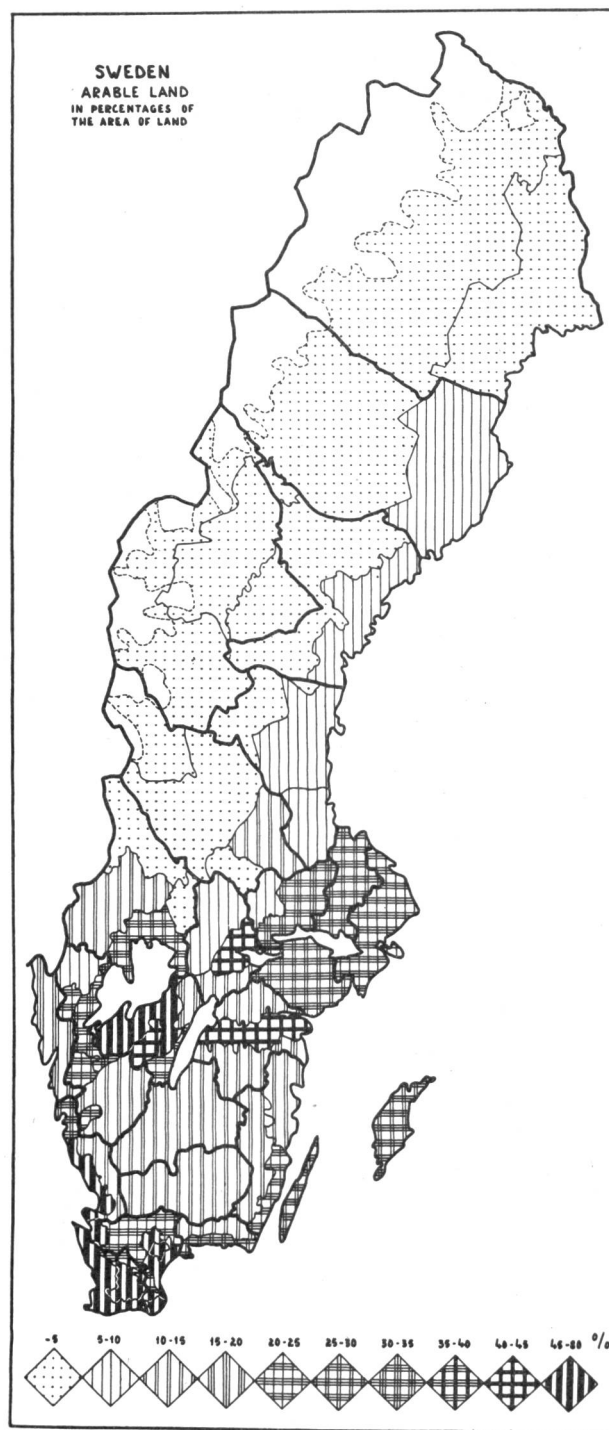 SWEDEN
ARABLE LAND
IN PERCENTAGES OF
THE AREA OF LAND
-5 5-10 10-15 15-20 20-25 25-30 30-35 35-40 40-45 45-80 %